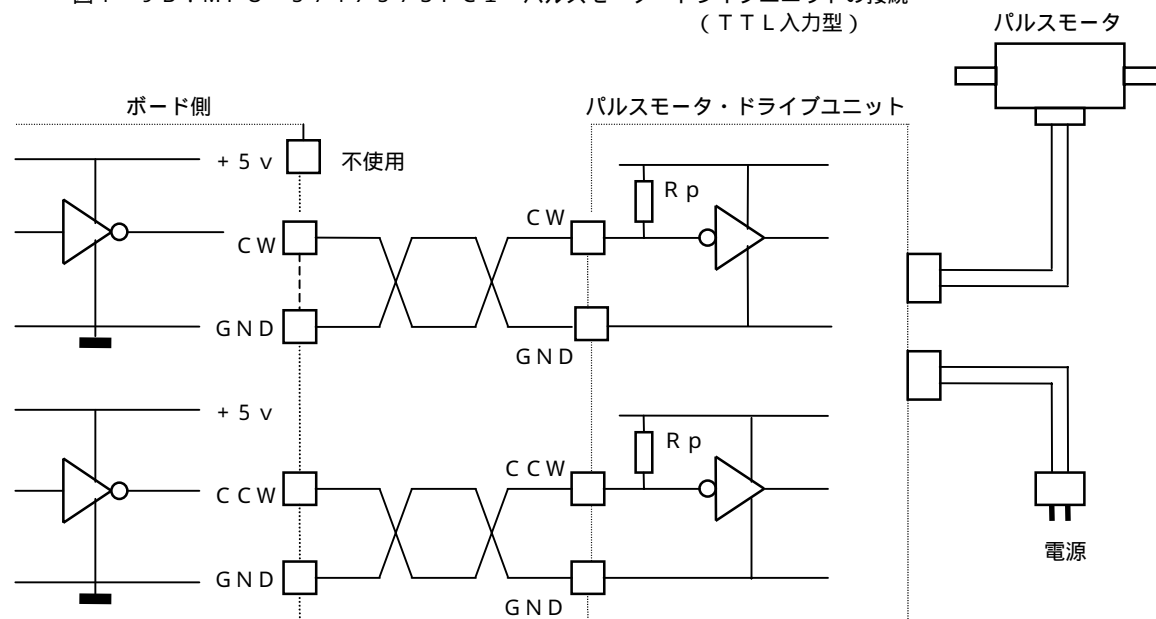 (TTL入力型)
パルスモータ
ボード側
パルスモータ・ドライブユニット
+5v
不使用
Rp
CW
CW
GND
GND
+5v
Rp
CCW
CCW
GND
GND
電源